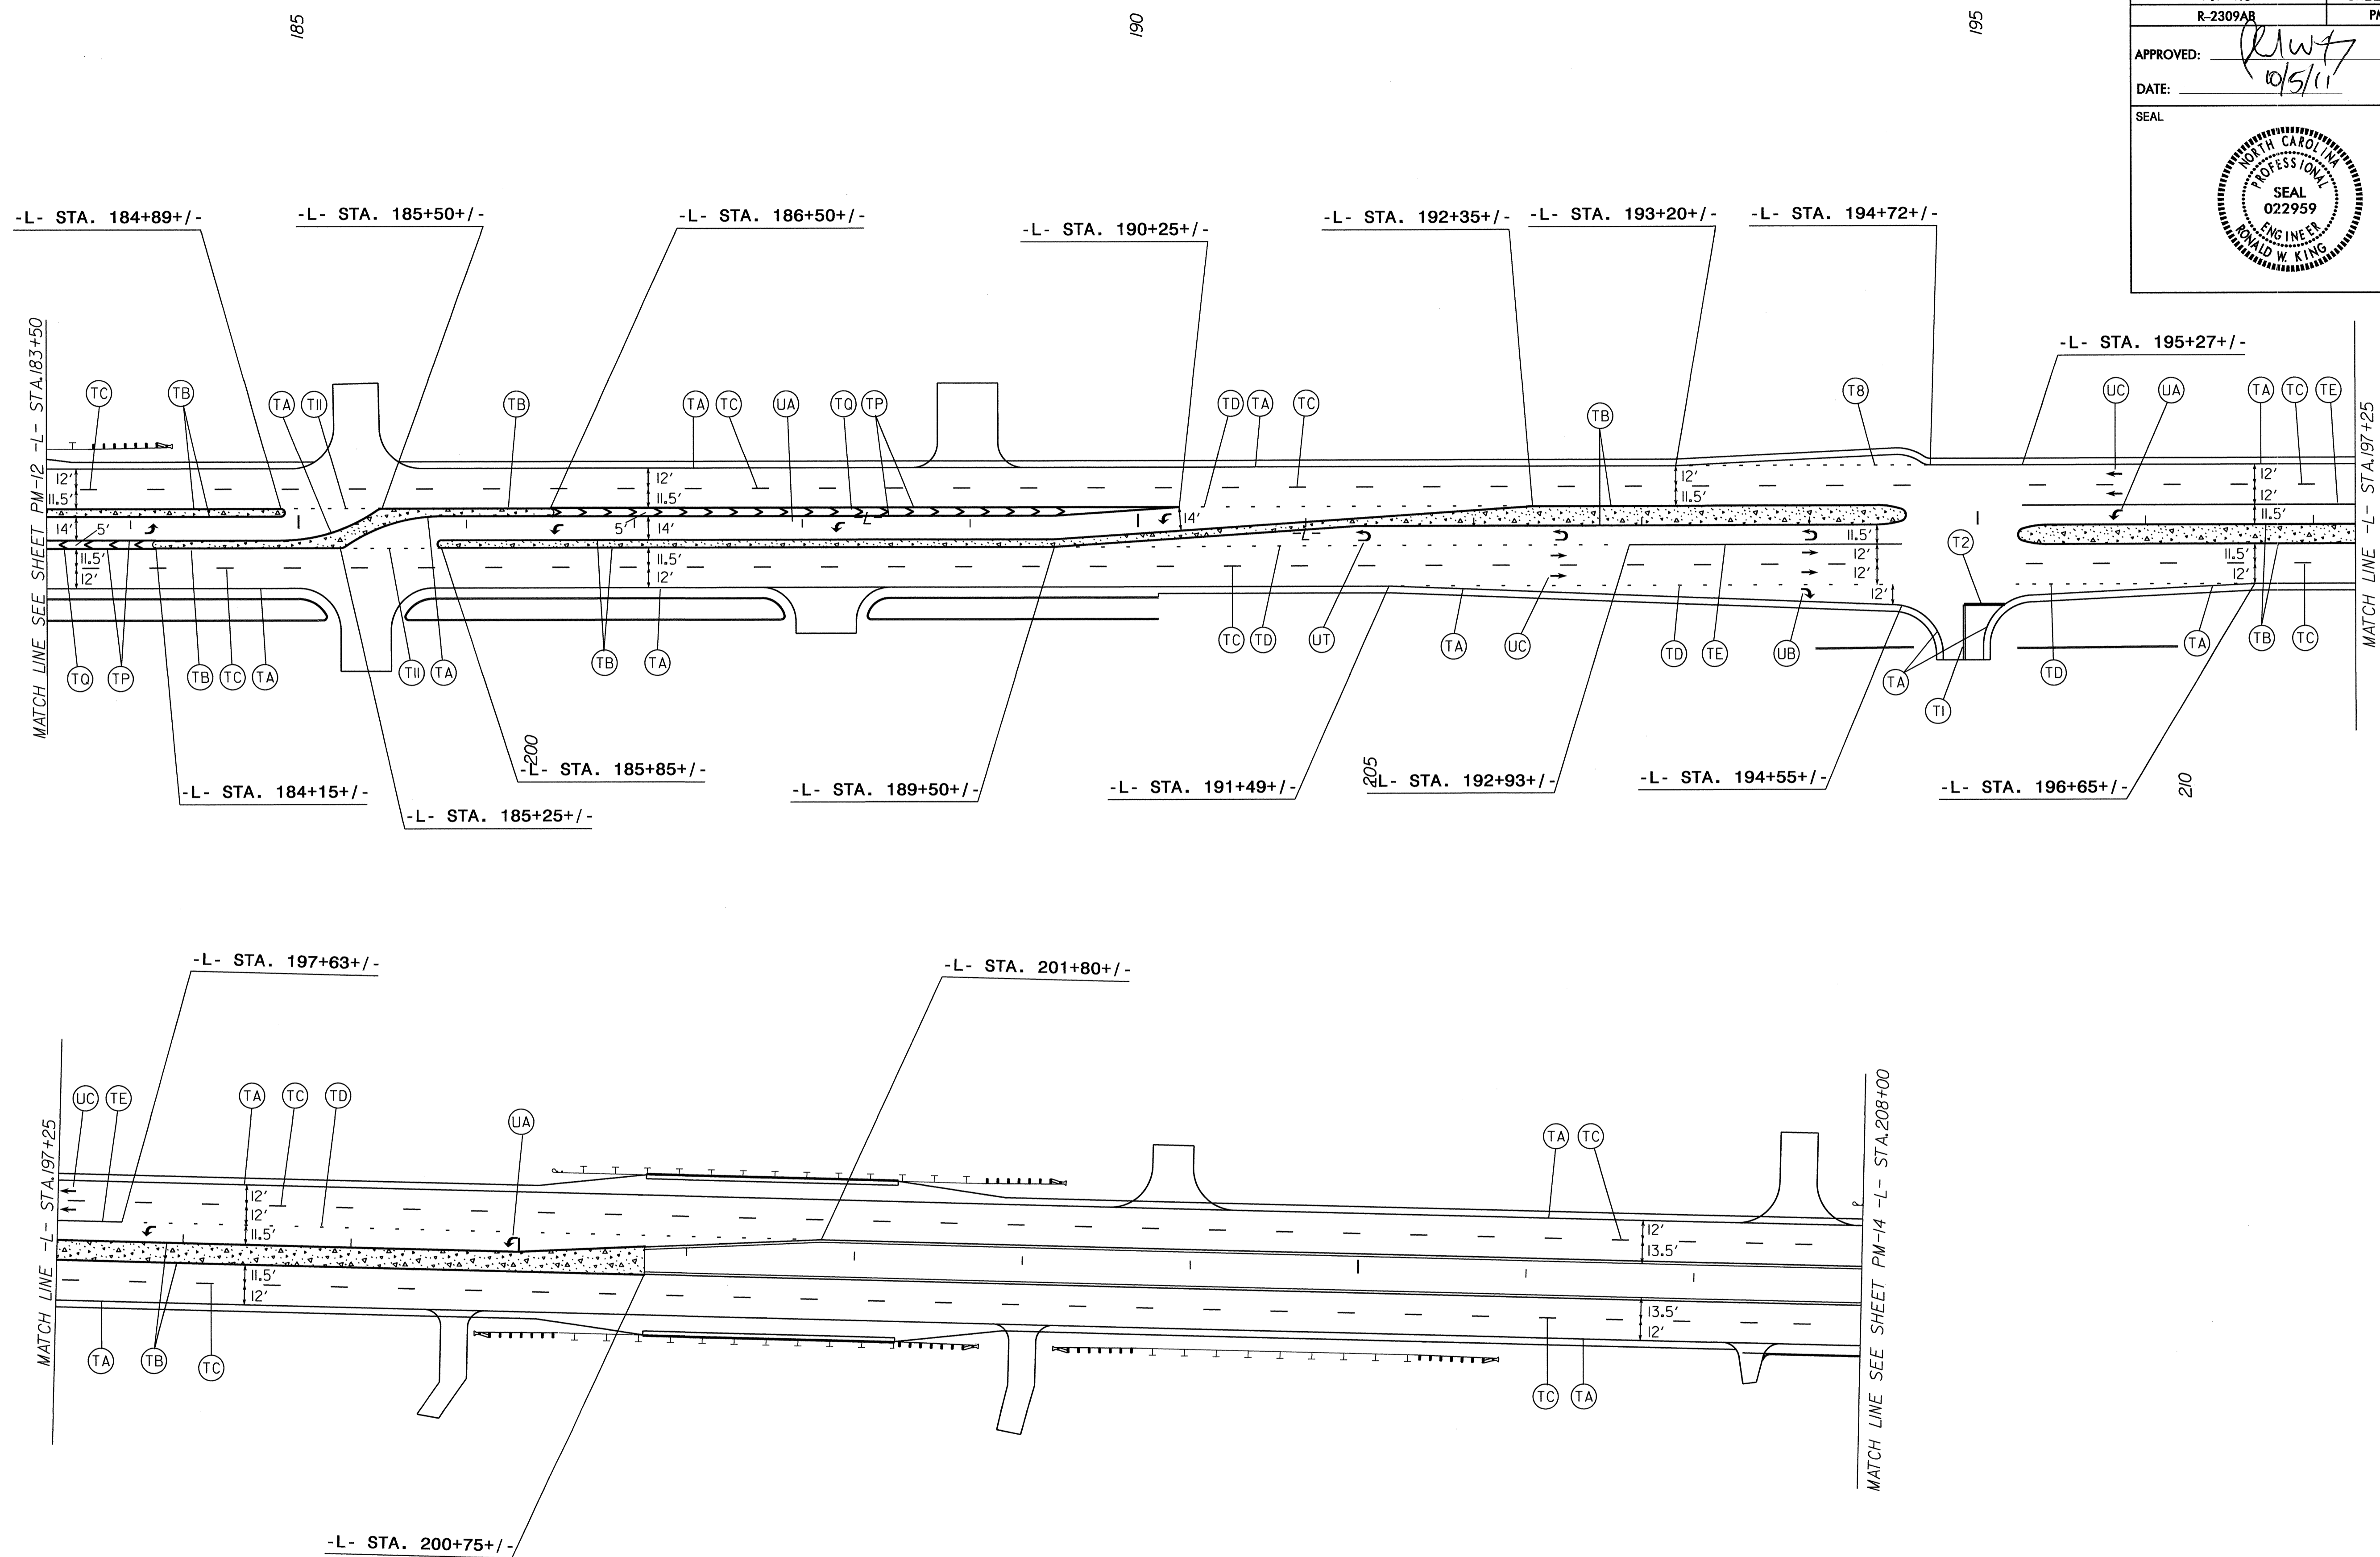 185
190
195
R-2309AB
APPROVED:
DATE: 10/5/11
SEAL
NORTH CAROLINA
PROFESSIONAL
SEAL
022959
ENGINEER
RONALD W. KING
-L- STA. 184+89+/-
-L- STA. 185+50+/-
-L- STA. 186+50+/-
-L- STA. 190+25+/-
-L- STA. 192+35+/-
-L- STA. 193+20+/-
-L- STA. 194+72+/-
-L- STA. 195+27+/-
MATCH LINE SEE SHEET PM-12 -L- STA.183+50
TC
TB
TA
T11
TB
TA
TC
UA
TQ
TP
TD
TA
TC
TB
T8
UC
UA
TA
TC
TE
12'
11.5'
14'
5'
11.5'
12'
12'
11.5'
5'
14'
11.5'
12'
-L-
14'
-L-
12'
11.5'
11.5'
12'
12'
12'
T2
12'
12'
11.5'
11.5'
12'
MATCH LINE -L- STA.197+25
TQ
TP
TB
TC
TA
T11
TA
TB
TA
TC
TD
UT
TA
UC
TD
TE
UB
TA
T1
TD
TA
TB
TC
200
205
210
-L- STA. 184+15+/-
-L- STA. 185+25+/-
-L- STA. 185+85+/-
-L- STA. 189+50+/-
-L- STA. 191+49+/-
-L- STA. 192+93+/-
-L- STA. 194+55+/-
-L- STA. 196+65+/-
-L- STA. 197+63+/-
-L- STA. 201+80+/-
MATCH LINE -L- STA.197+25
UC
TE
TA
TC
TD
UA
TA
TC
12'
12'
11.5'
11.5'
12'
12'
13.5'
13.5'
12'
TA
TB
TC
TC
TA
MATCH LINE SEE SHEET PM-14 -L- STA.208+00
-L- STA. 200+75+/-